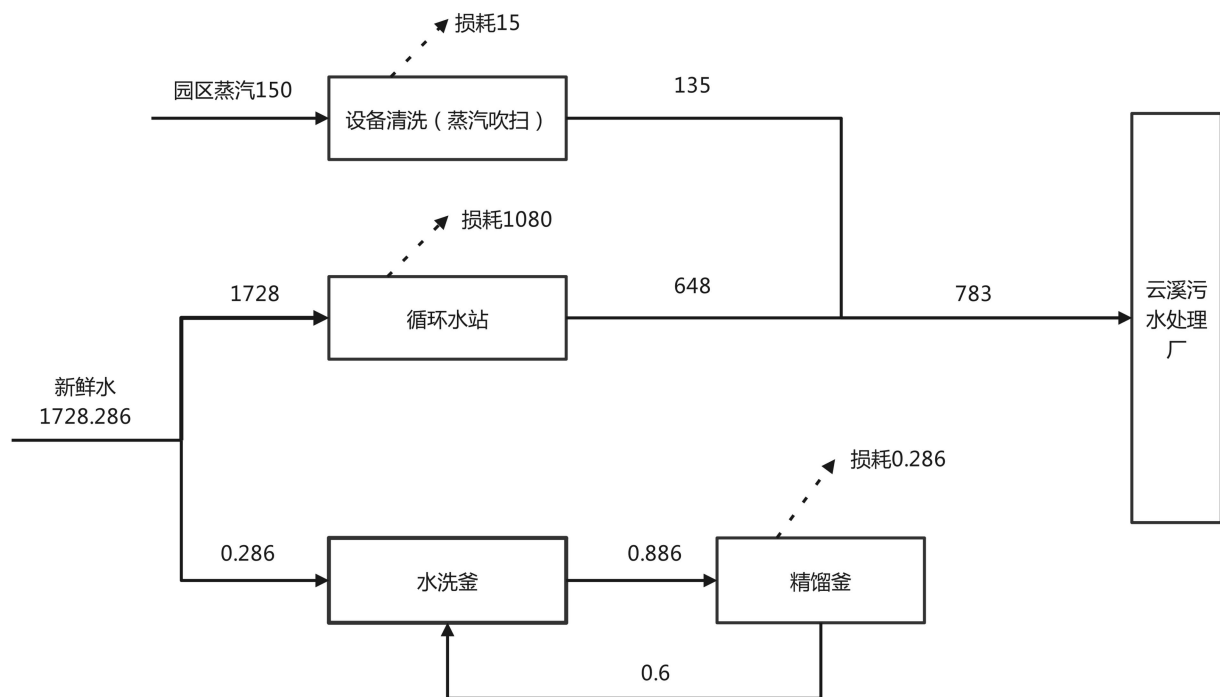 损耗15
园区蒸汽150
135
设备清洗（蒸汽吹扫）
损耗1080
1728
648
783
循环水站
云溪污
水处理
厂
新鲜水
1728.286
损耗0.286
0.286
0.886
水洗釜
精馏釜
0.6